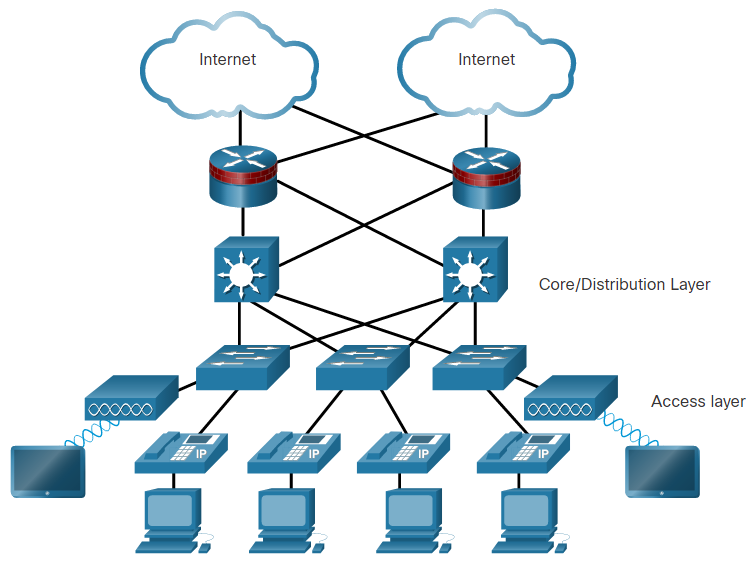 Internet
Internet
Core/Distribution Layer
Access layer
IP
IP
IP
IP